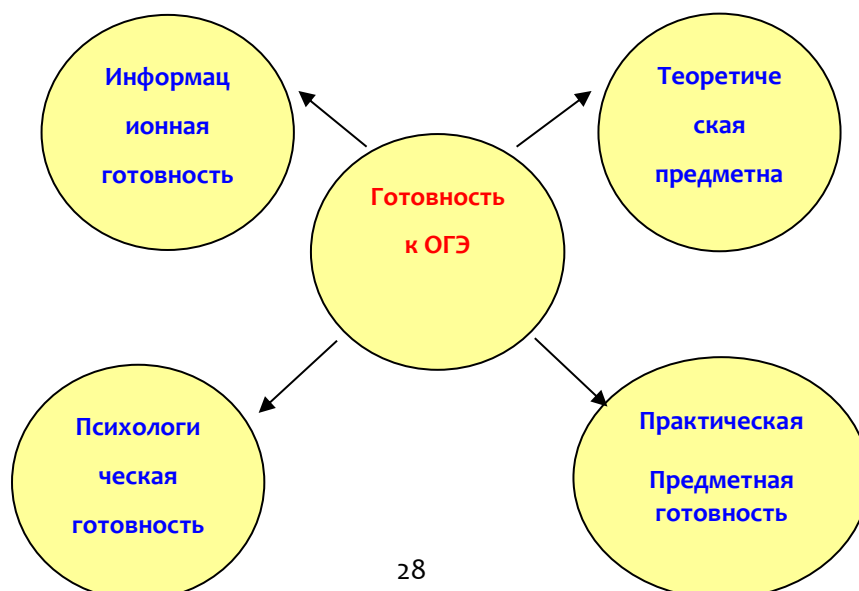 Информац
ионная
готовность
Теоретиче
ская
предметна
Готовность
к ОГЭ
Психологи
ческая
готовность
Практическая
Предметная
готовность
28